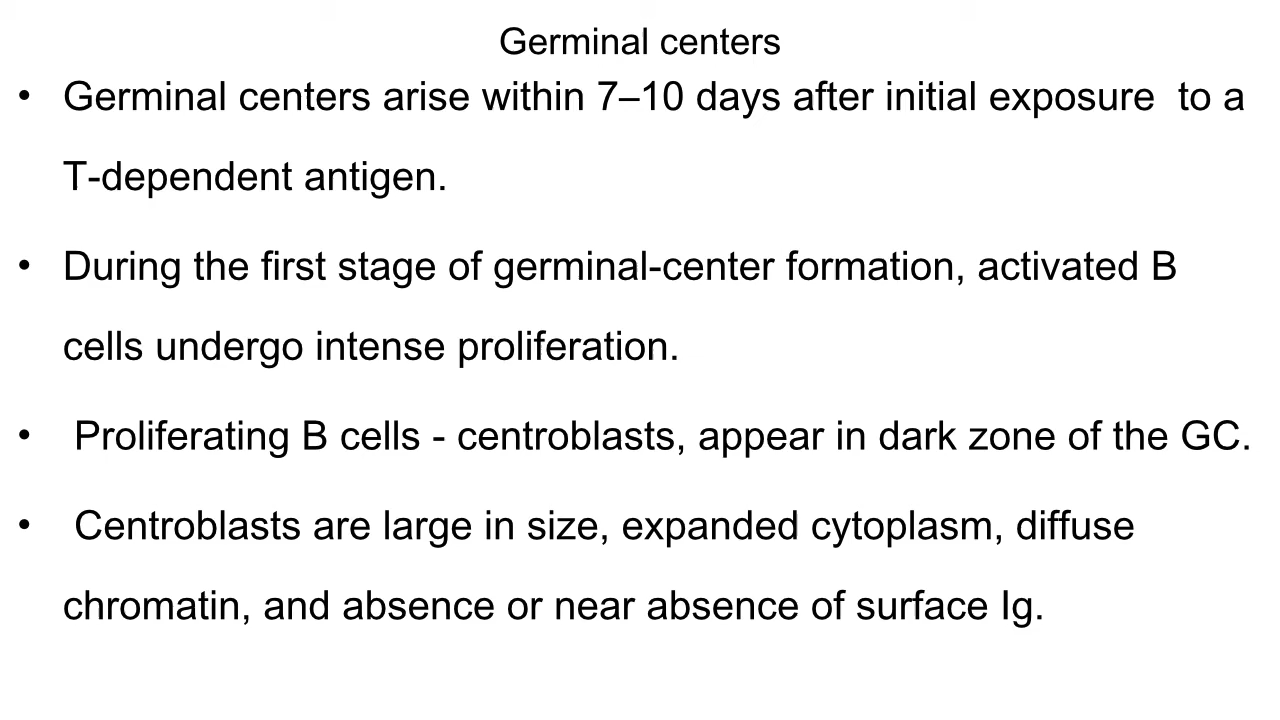 Germinal centers
• Germinal centers arise within 7–10 days after initial exposure  to a
T-dependent antigen.
• During the first stage of germinal-center formation, activated B
cells undergo intense proliferation.
• Proliferating B cells - centroblasts, appear in dark zone of the GC.
• Centroblasts are large in size, expanded cytoplasm, diffuse
chromatin, and absence or near absence of surface Ig.